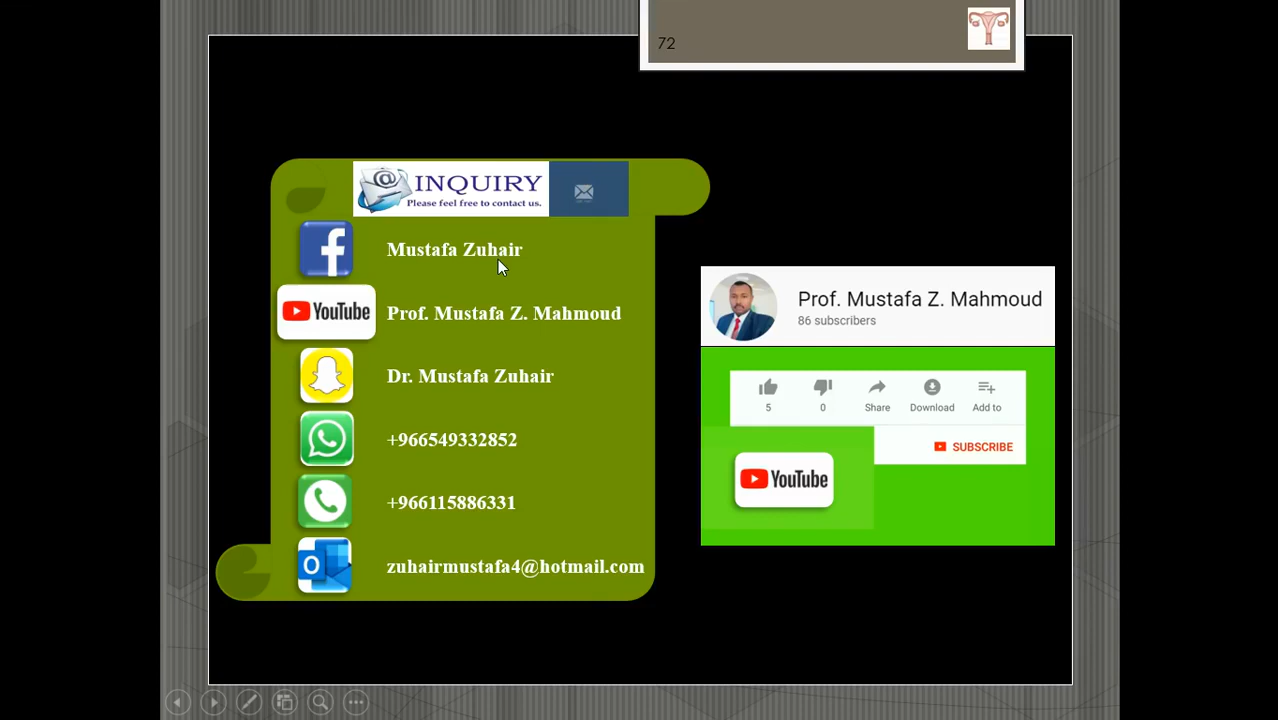 72
INQUIRY
Please feel free to contact us.
Mustafa Zuhair
YouTube
Prof. Mustafa Z. Mahmoud
Dr. Mustafa Zuhair
+966549332852
+966115886331
zuhairmustafa4@hotmail.com
Prof. Mustafa Z. Mahmoud
86 subscribers
5
0
Share
Download
Add to
SUBSCRIBE
YouTube